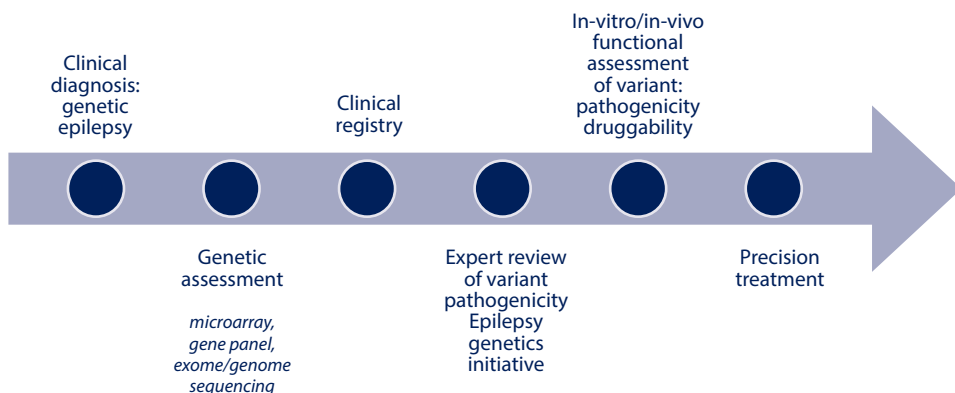 Clinical
diagnosis:
genetic
epilepsy
Genetic
assessment
microarray,
gene panel,
exome/genome
sequencing
Clinical
registry
Expert review
of variant
pathogenicity
Epilepsy
genetics
initiative
In-vitro/in-vivo
functional
assessment
of variant:
pathogenicity
druggability
Precision
treatment